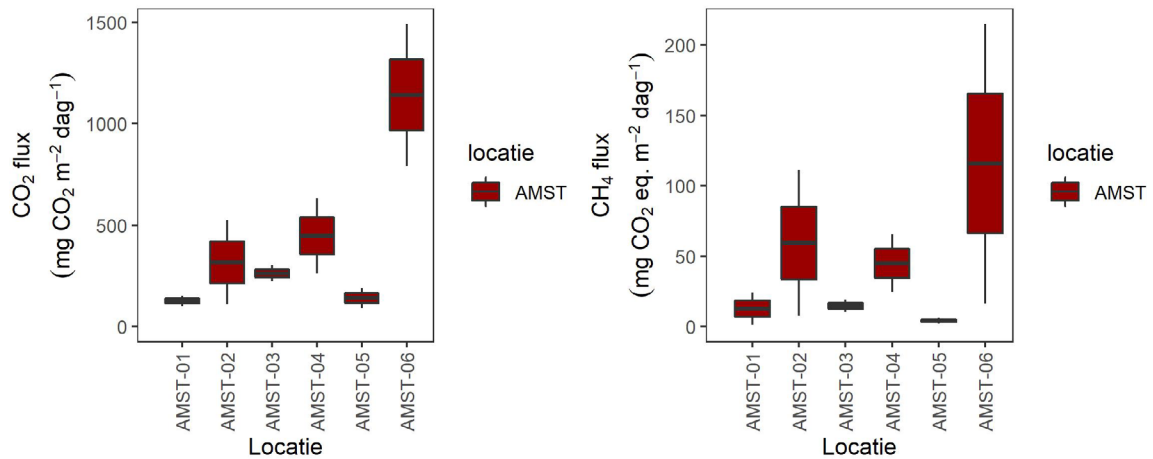 CO₂ flux
(mg CO₂ m⁻² dag⁻¹)
1500
1000
500
0
AMST-01
AMST-02
AMST-03
AMST-04
AMST-05
AMST-06
Locatie
locatie
AMST
CH₄ flux
(mg CO₂ eq. m⁻² dag⁻¹)
200
150
100
50
0
AMST-01
AMST-02
AMST-03
AMST-04
AMST-05
AMST-06
Locatie
locatie
AMST